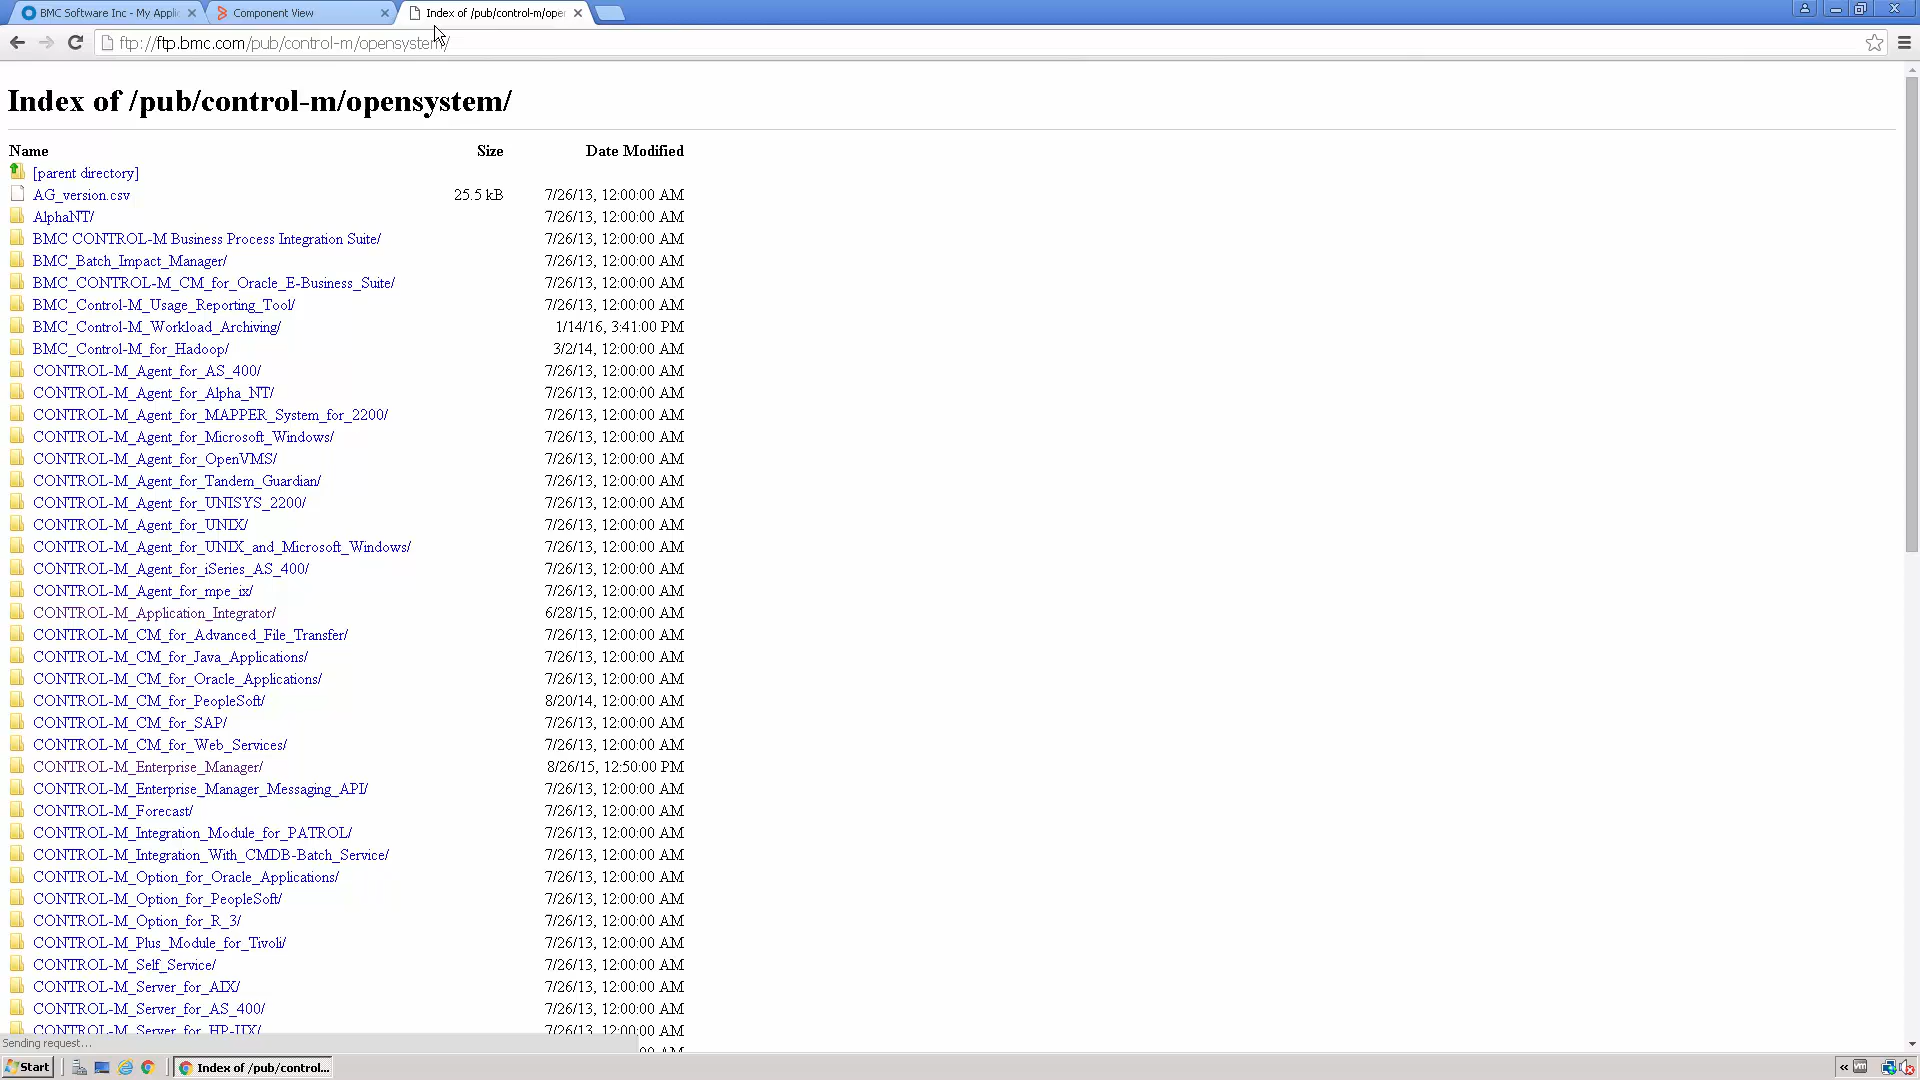 BMC Software Inc - My Appli
Component View
Index of /pub/control-m/ope
ftp://ftp.bmc.com/pub/control-m/opensystem/
Index of /pub/control-m/opensystem/
Name Size Date Modified
[parent directory]
AG_version.csv 25.5 kB 7/26/13, 12:00:00 AM
AlphaNT/ 7/26/13, 12:00:00 AM
BMC CONTROL-M Business Process Integration Suite/ 7/26/13, 12:00:00 AM
BMC_Batch_Impact_Manager/ 7/26/13, 12:00:00 AM
BMC_CONTROL-M_CM_for_Oracle_E-Business_Suite/ 7/26/13, 12:00:00 AM
BMC_Control-M_Usage_Reporting_Tool/ 7/26/13, 12:00:00 AM
BMC_Control-M_Workload_Archiving/ 1/14/16, 3:41:00 PM
BMC_Control-M_for_Hadoop/ 3/2/14, 12:00:00 AM
CONTROL-M_Agent_for_AS_400/ 7/26/13, 12:00:00 AM
CONTROL-M_Agent_for_Alpha_NT/ 7/26/13, 12:00:00 AM
CONTROL-M_Agent_for_MAPPER_System_for_2200/ 7/26/13, 12:00:00 AM
CONTROL-M_Agent_for_Microsoft_Windows/ 7/26/13, 12:00:00 AM
CONTROL-M_Agent_for_OpenVMS/ 7/26/13, 12:00:00 AM
CONTROL-M_Agent_for_Tandem_Guardian/ 7/26/13, 12:00:00 AM
CONTROL-M_Agent_for_UNISYS_2200/ 7/26/13, 12:00:00 AM
CONTROL-M_Agent_for_UNIX/ 7/26/13, 12:00:00 AM
CONTROL-M_Agent_for_UNIX_and_Microsoft_Windows/ 7/26/13, 12:00:00 AM
CONTROL-M_Agent_for_iSeries_AS_400/ 7/26/13, 12:00:00 AM
CONTROL-M_Agent_for_mpe_ix/ 7/26/13, 12:00:00 AM
CONTROL-M_Application_Integrator/ 6/28/15, 12:00:00 AM
CONTROL-M_CM_for_Advanced_File_Transfer/ 7/26/13, 12:00:00 AM
CONTROL-M_CM_for_Java_Applications/ 7/26/13, 12:00:00 AM
CONTROL-M_CM_for_Oracle_Applications/ 7/26/13, 12:00:00 AM
CONTROL-M_CM_for_PeopleSoft/ 8/20/14, 12:00:00 AM
CONTROL-M_CM_for_SAP/ 7/26/13, 12:00:00 AM
CONTROL-M_CM_for_Web_Services/ 7/26/13, 12:00:00 AM
CONTROL-M_Enterprise_Manager/ 8/26/15, 12:50:00 PM
CONTROL-M_Enterprise_Manager_Messaging_API/ 7/26/13, 12:00:00 AM
CONTROL-M_Forecast/ 7/26/13, 12:00:00 AM
CONTROL-M_Integration_Module_for_PATROL/ 7/26/13, 12:00:00 AM
CONTROL-M_Integration_With_CMDB-Batch_Service/ 7/26/13, 12:00:00 AM
CONTROL-M_Option_for_Oracle_Applications/ 7/26/13, 12:00:00 AM
CONTROL-M_Option_for_PeopleSoft/ 7/26/13, 12:00:00 AM
CONTROL-M_Option_for_R_3/ 7/26/13, 12:00:00 AM
CONTROL-M_Plus_Module_for_Tivoli/ 7/26/13, 12:00:00 AM
CONTROL-M_Self_Service/ 7/26/13, 12:00:00 AM
CONTROL-M_Server_for_AIX/ 7/26/13, 12:00:00 AM
CONTROL-M_Server_for_AS_400/ 7/26/13, 12:00:00 AM
CONTROL-M_Server_for_HP-UX/ 7/26/13, 12:00:00 AM
Sending request...
Start
Index of /pub/control...